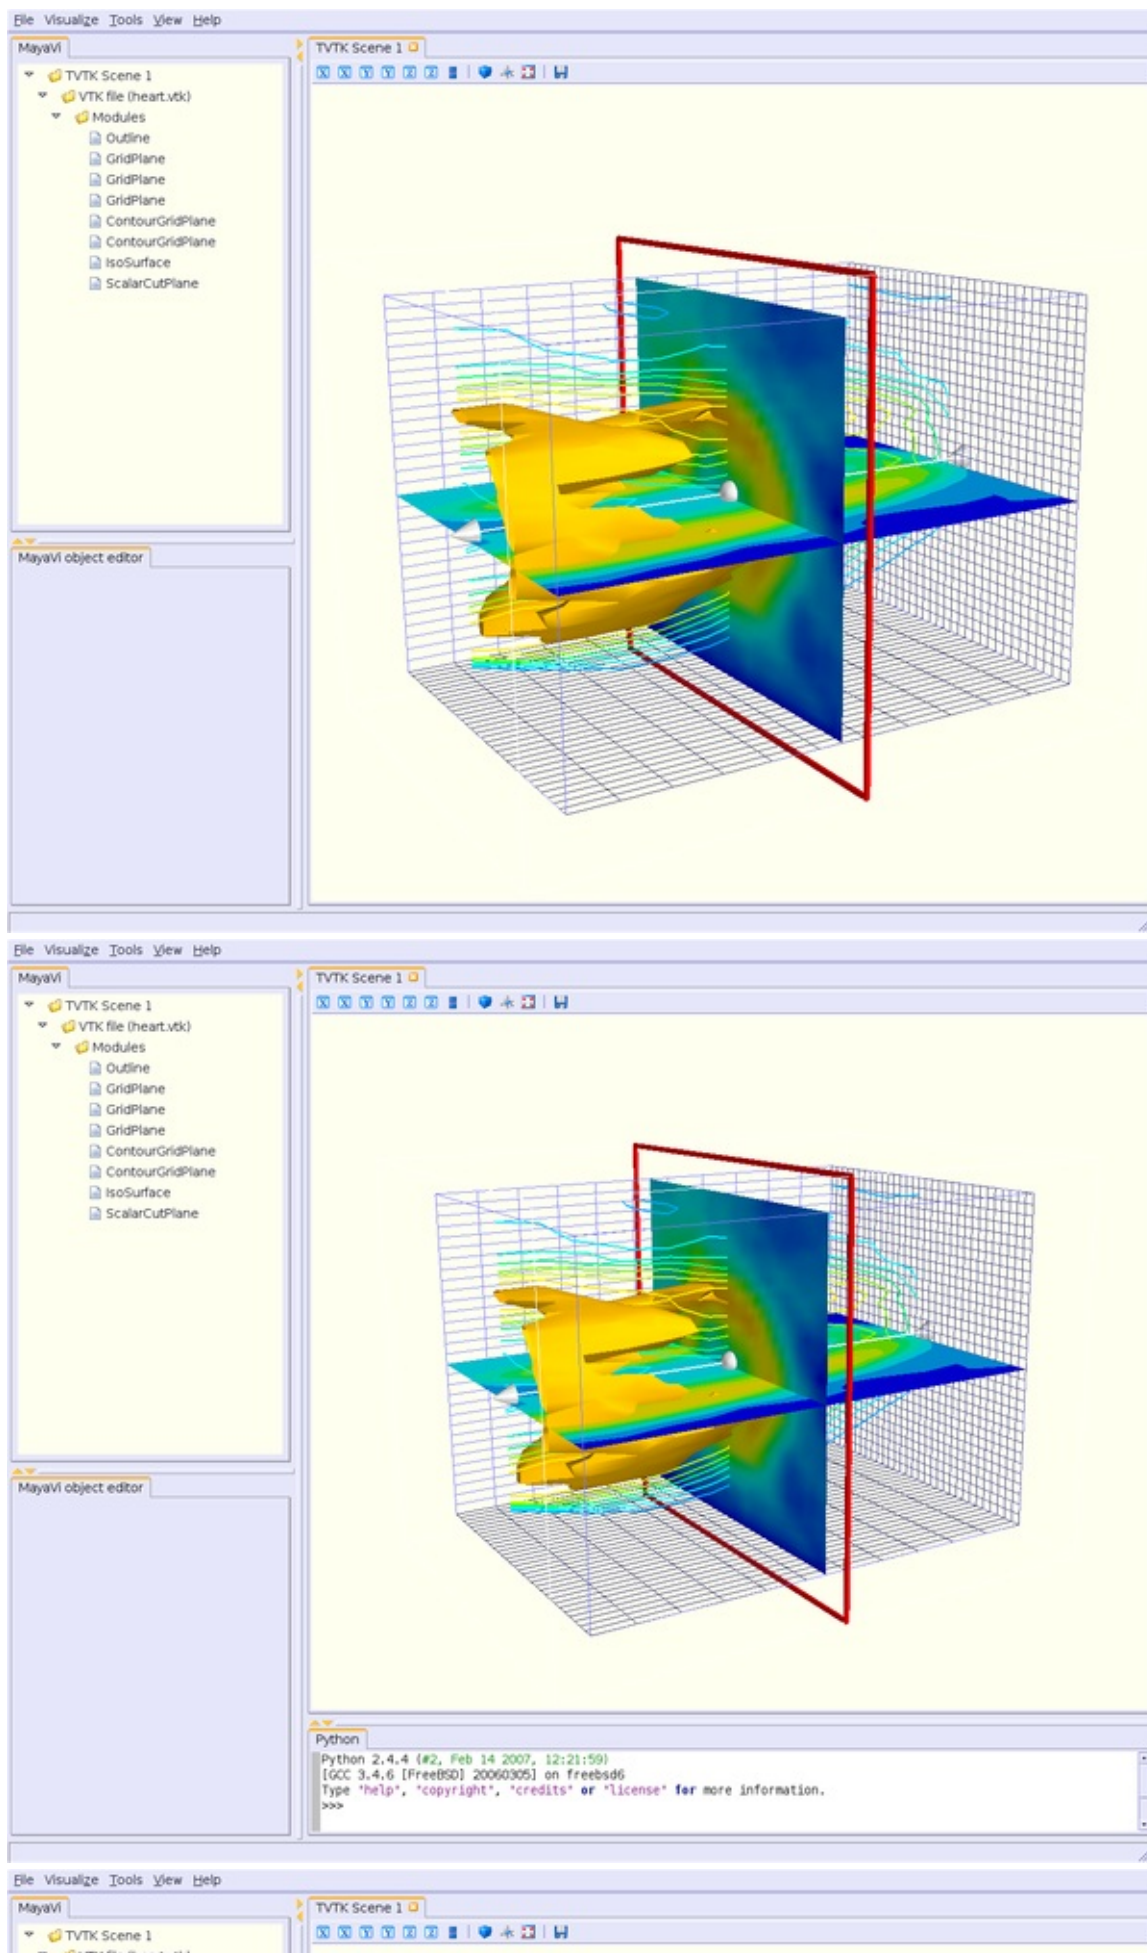 File Visualize Tools View Help
MayaVi
TVTK Scene 1
TVTK Scene 1
VTK file (heart.vtk)
Modules
Outline
GridPlane
GridPlane
GridPlane
ContourGridPlane
ContourGridPlane
IsoSurface
ScalarCutPlane
MayaVi object editor
File Visualize Tools View Help
MayaVi
TVTK Scene 1
TVTK Scene 1
VTK file (heart.vtk)
Modules
Outline
GridPlane
GridPlane
GridPlane
ContourGridPlane
ContourGridPlane
IsoSurface
ScalarCutPlane
MayaVi object editor
Python
Python 2.4.4 (#2, Feb 14 2007, 12:21:59)
[GCC 3.4.6 [FreeBSD] 20060305] on freebsd6
Type "help", "copyright", "credits" or "license" for more information.
>>>
File Visualize Tools View Help
MayaVi
TVTK Scene 1
TVTK Scene 1